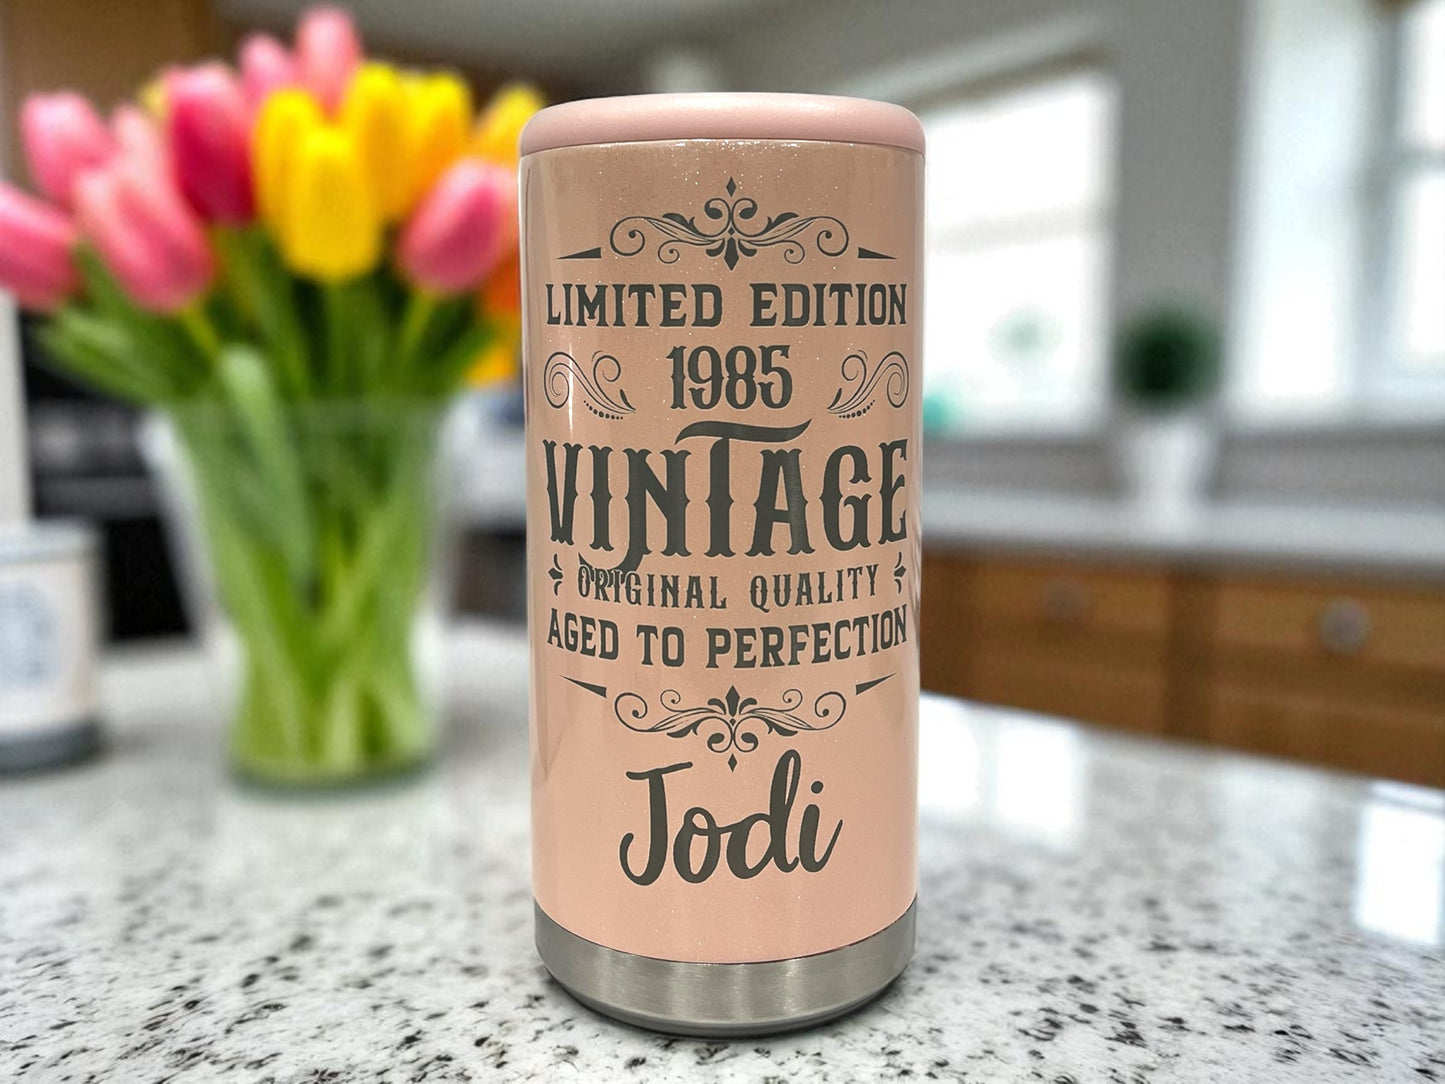 LIMITED EDITION
1985
VINTAGE
ORIGINAL QUALITY
AGED TO PERFECTION
Jodi